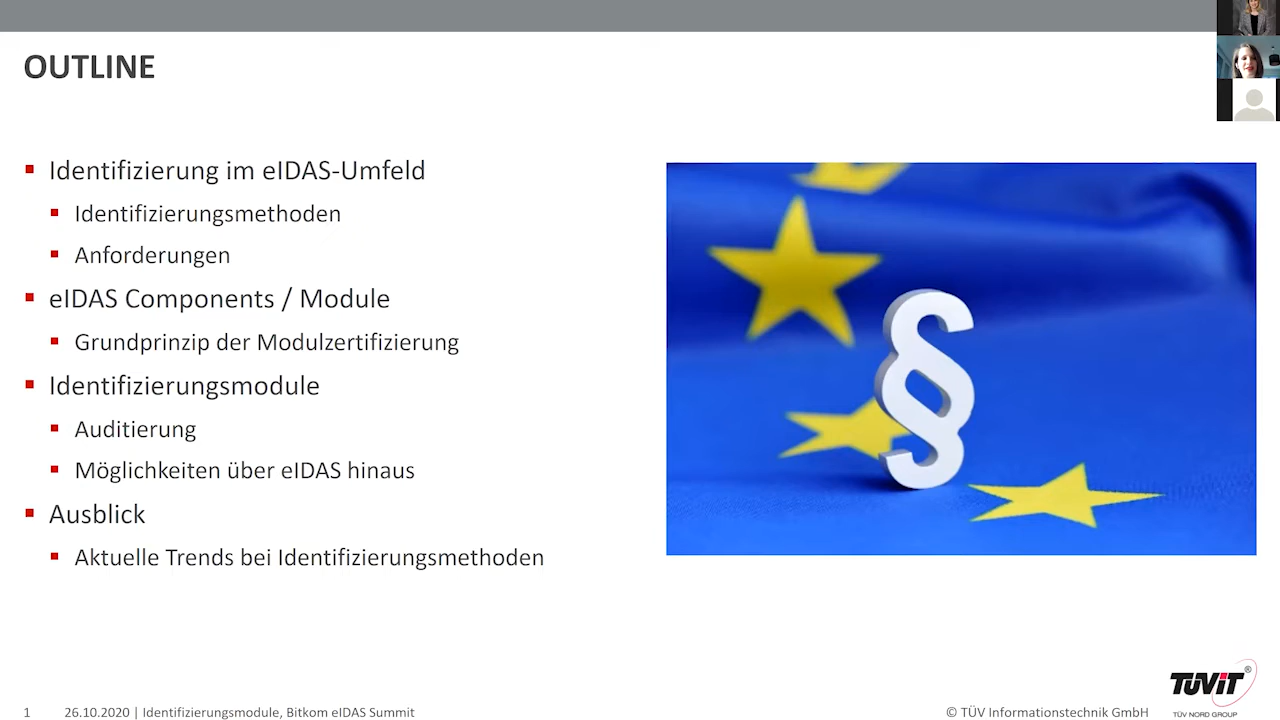 OUTLINE
Identifizierung im eIDAS-Umfeld
Identifizierungsmethoden
Anforderungen
eIDAS Components / Module
Grundprinzip der Modulzertifizierung
Identifizierungsmodule
Auditierung
Möglichkeiten über eIDAS hinaus
Ausblick
Aktuelle Trends bei Identifizierungsmethoden
§
TÜViT®
TÜV NORD GROUP
1 26.10.2020 | Identifizierungsmodule, Bitkom eIDAS Summit © TÜV Informationstechnik GmbH